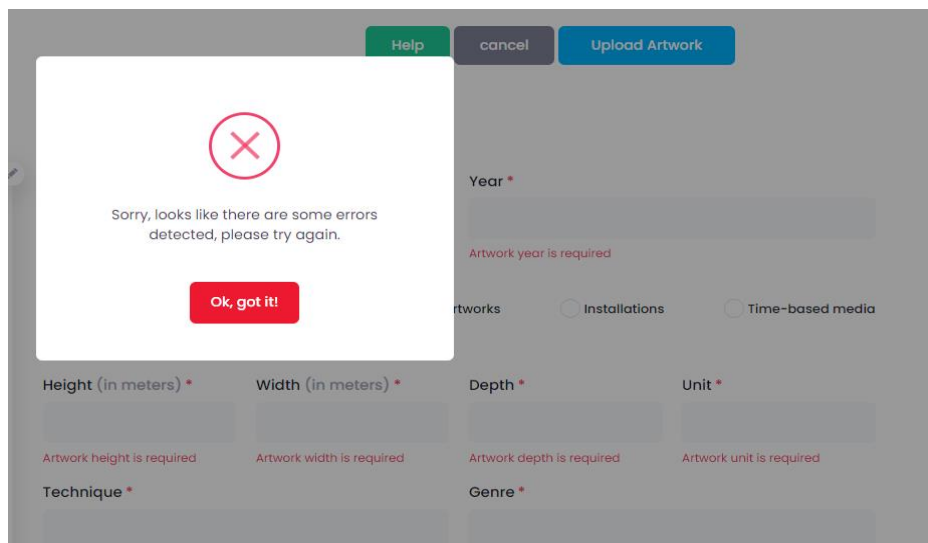 Help cancel Upload Artwork
Sorry, looks like there are some errors
detected, please try again.
Ok, got it!
Year *
Artwork year is required
rtworks Installations Time-based media
Height (in meters) * Width (in meters) * Depth * Unit *
Artwork height is required Artwork width is required Artwork depth is required Artwork unit is required
Technique * Genre *